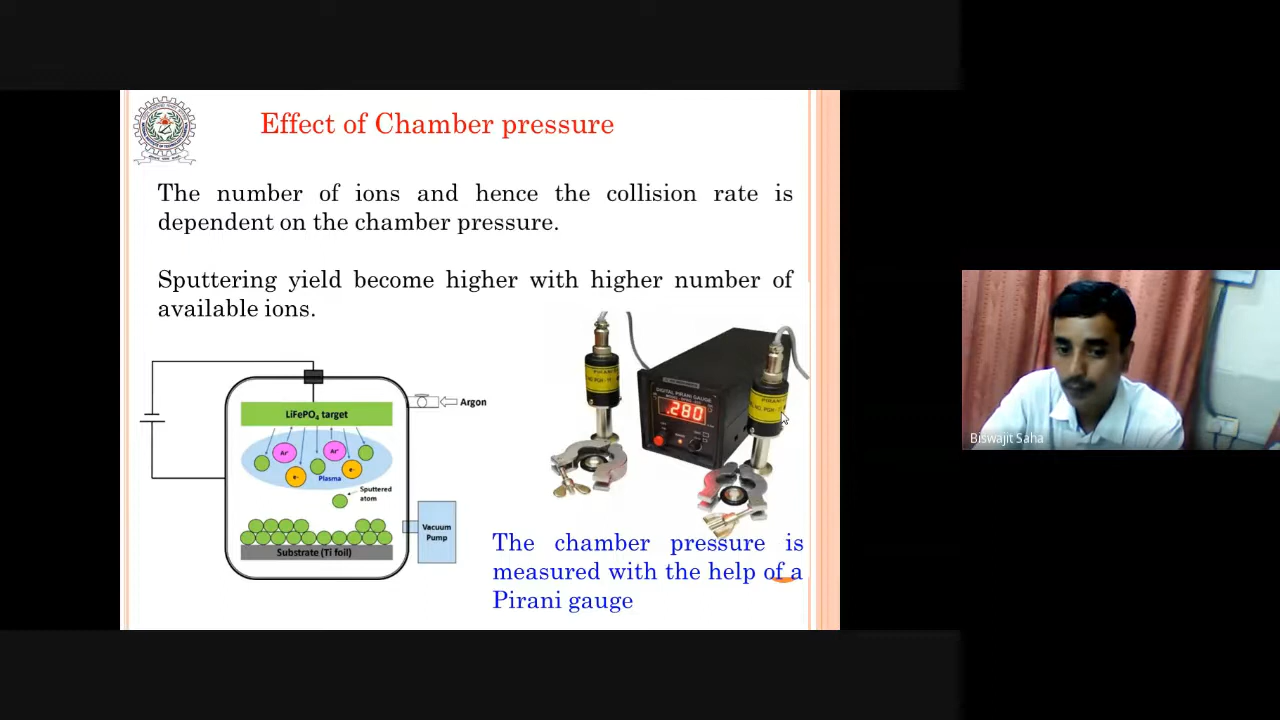 Effect of Chamber pressure
The number of ions and hence the collision rate is
dependent on the chamber pressure.
Sputtering yield become higher with higher number of
available ions.
Argon
LiFePO₄ target
Ar⁺
Ar⁺
e⁻
e⁻
Plasma
Sputtered
atom
Vacuum
Pump
Substrate (Ti foil)
DIGITAL PIRANI GAUGE
.280
The chamber pressure is
measured with the help of a
Pirani gauge
Biswajit Saha